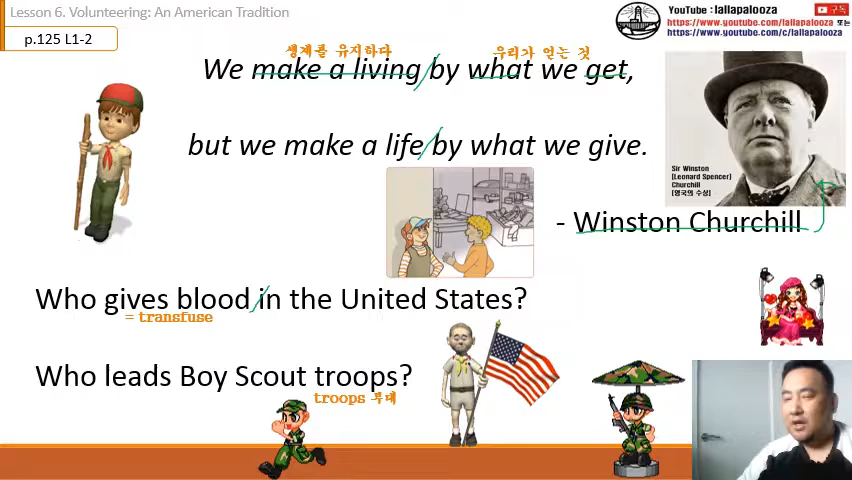 Lesson 6. Volunteering: An American Tradition
YouTube : lallapalooza
구독
https://www.youtube.com/lallapalooza 또는
https://www.youtube.com/c/lallapalooza
p.125 L1-2
생계를 유지하다
우리가 얻는 것
We make a living by what we get,
but we make a life by what we give.
Sir Winston
[Leonard Spencer]
Churchill
[영국의 수상]
- Winston Churchill
Who gives blood in the United States?
= transfuse
Who leads Boy Scout troops?
troops 부대